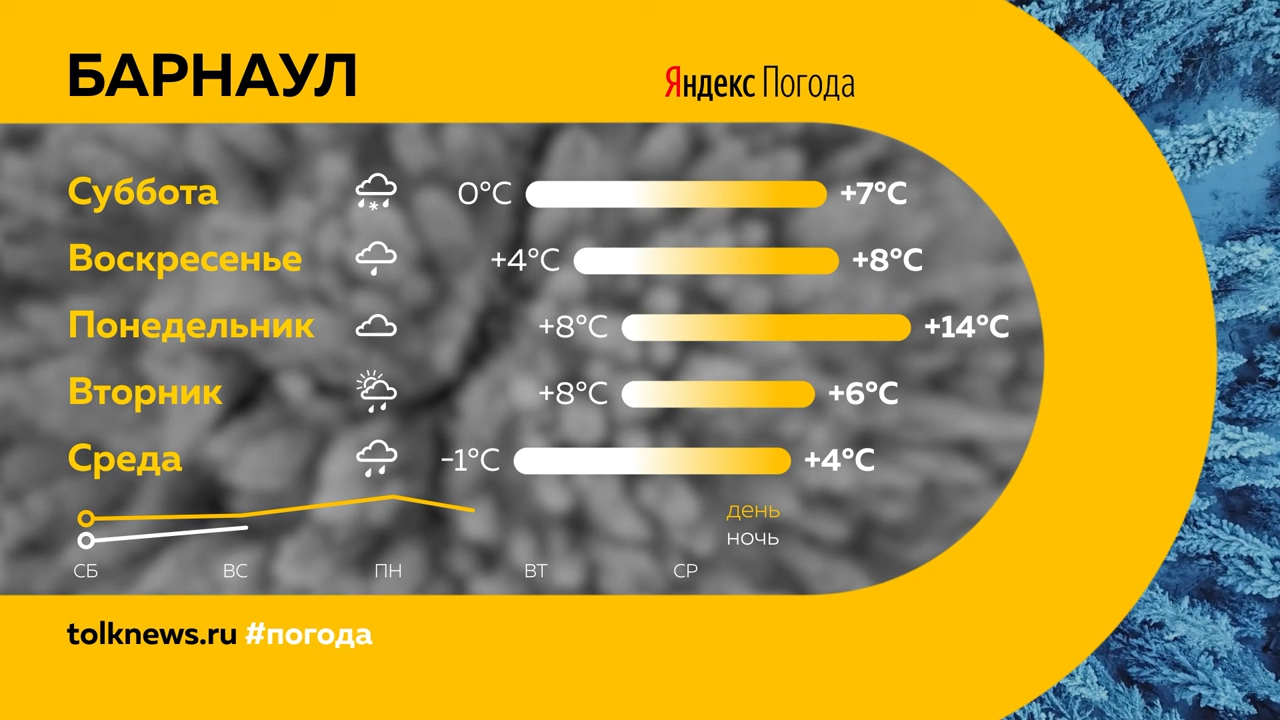 БАРНАУЛ
Яндекс Погода
Суббота 0°C +7°C
Воскресенье +4°C +8°C
Понедельник +8°C +14°C
Вторник +8°C +6°C
Среда -1°C +4°C
день
ночь
СБ ВС ПН ВТ СР
tolknews.ru #погода